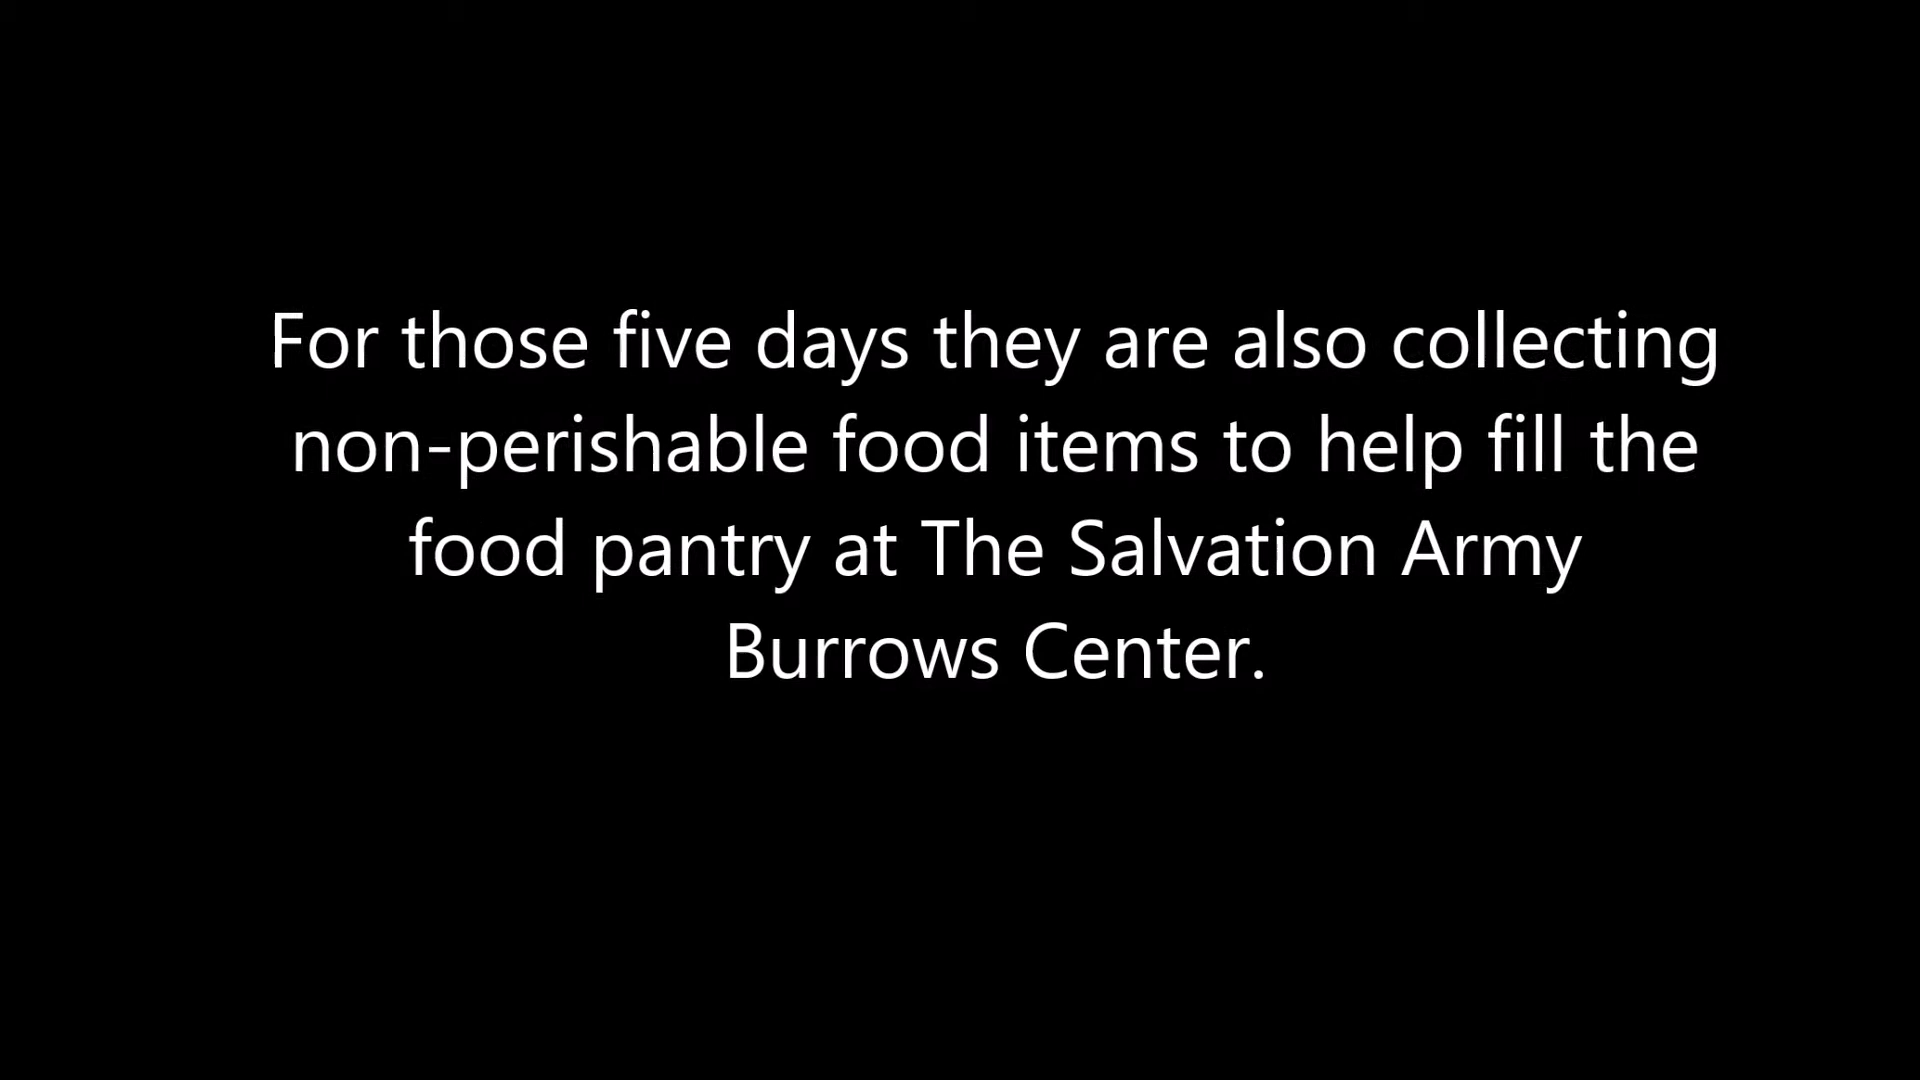 For those five days they are also collecting
non-perishable food items to help fill the
food pantry at The Salvation Army
Burrows Center.